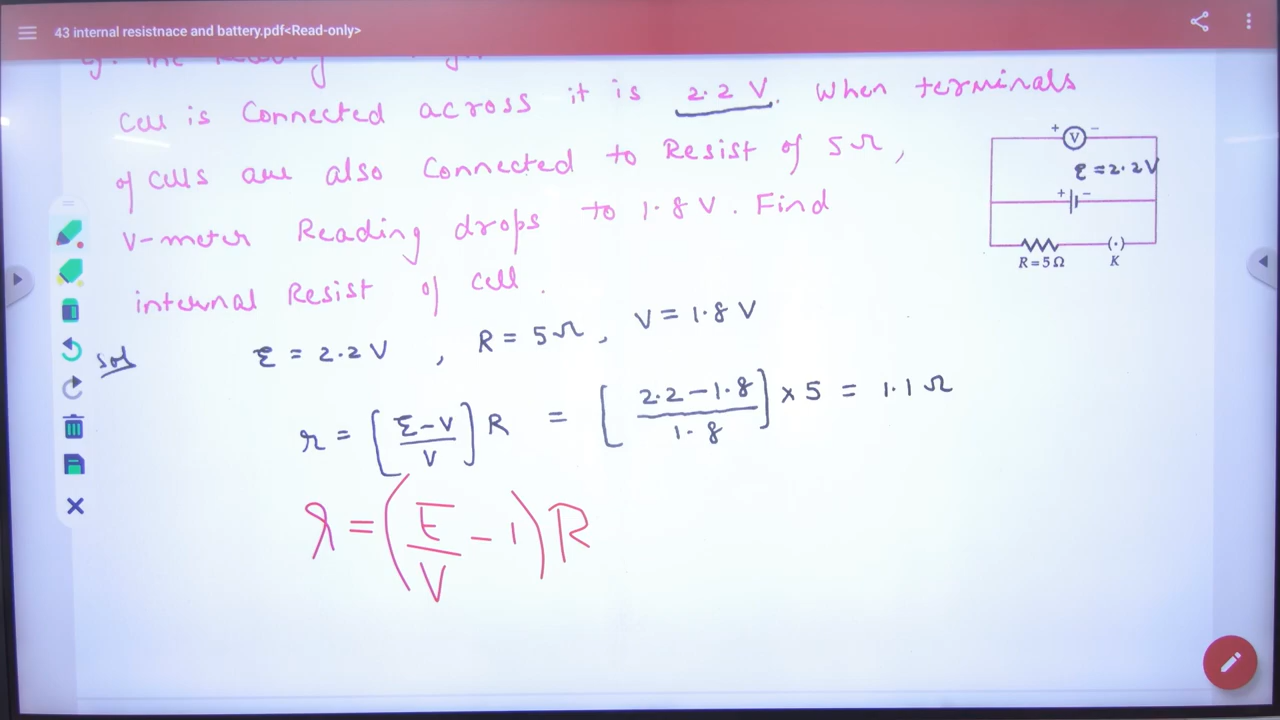 43 internal resistnace and battery.pdf<Read-only>
Cell is Connected across it is 2.2 V. When terminals
of Cells are also Connected to Resist of 5Ω,
V-meter Reading drops to 1.8 V. Find
internal Resist of cell.
+ V −
ε = 2.2V
+ −
R = 5 Ω
(·)
K
Sol
ε = 2.2 V , R = 5Ω , V = 1.8 V
r = [ε−V/V] R = [2.2−1.8/1.8] × 5 = 1.1 Ω
r = (E/V − 1) R